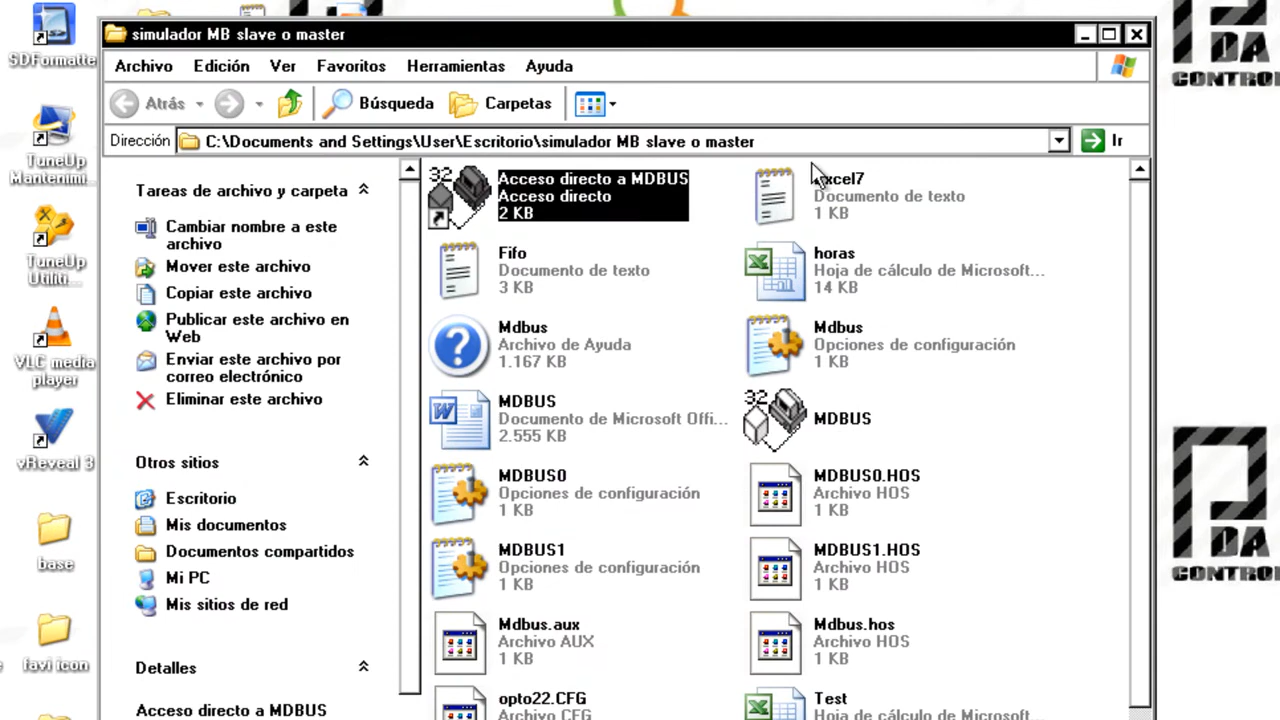 simulador MB slave o master
Archivo Edición Ver Favoritos Herramientas Ayuda
Atrás Búsqueda Carpetas
Dirección C:\Documents and Settings\User\Escritorio\simulador MB slave o master Ir
SDFormatte
TuneUp
Mantenimi...
TuneUp
Utiliti...
VLC media
player
vReveal 3
base
favi icon
Tareas de archivo y carpeta
Cambiar nombre a este
archivo
Mover este archivo
Copiar este archivo
Publicar este archivo en
Web
Enviar este archivo por
correo electrónico
Eliminar este archivo
Otros sitios
Escritorio
Mis documentos
Documentos compartidos
Mi PC
Mis sitios de red
Detalles
Acceso directo a MDBUS
32
Acceso directo a MDBUS
Acceso directo
2 KB
Documento de texto
1 KB
Fifo
Documento de texto
3 KB
horas
Hoja de cálculo de Microsoft...
14 KB
Mdbus
Archivo de Ayuda
1.167 KB
Mdbus
Opciones de configuración
1 KB
MDBUS
Documento de Microsoft Offi...
2.555 KB
32
MDBUS
MDBUS0
Opciones de configuración
1 KB
MDBUS0.HOS
Archivo HOS
1 KB
MDBUS1
Opciones de configuración
1 KB
MDBUS1.HOS
Archivo HOS
1 KB
Mdbus.aux
Archivo AUX
1 KB
Mdbus.hos
Archivo HOS
1 KB
opto22.CFG
Archivo CFG
Test
Hoja de cálculo de Microsoft...
DA
CONTROL
DA
CONTROL